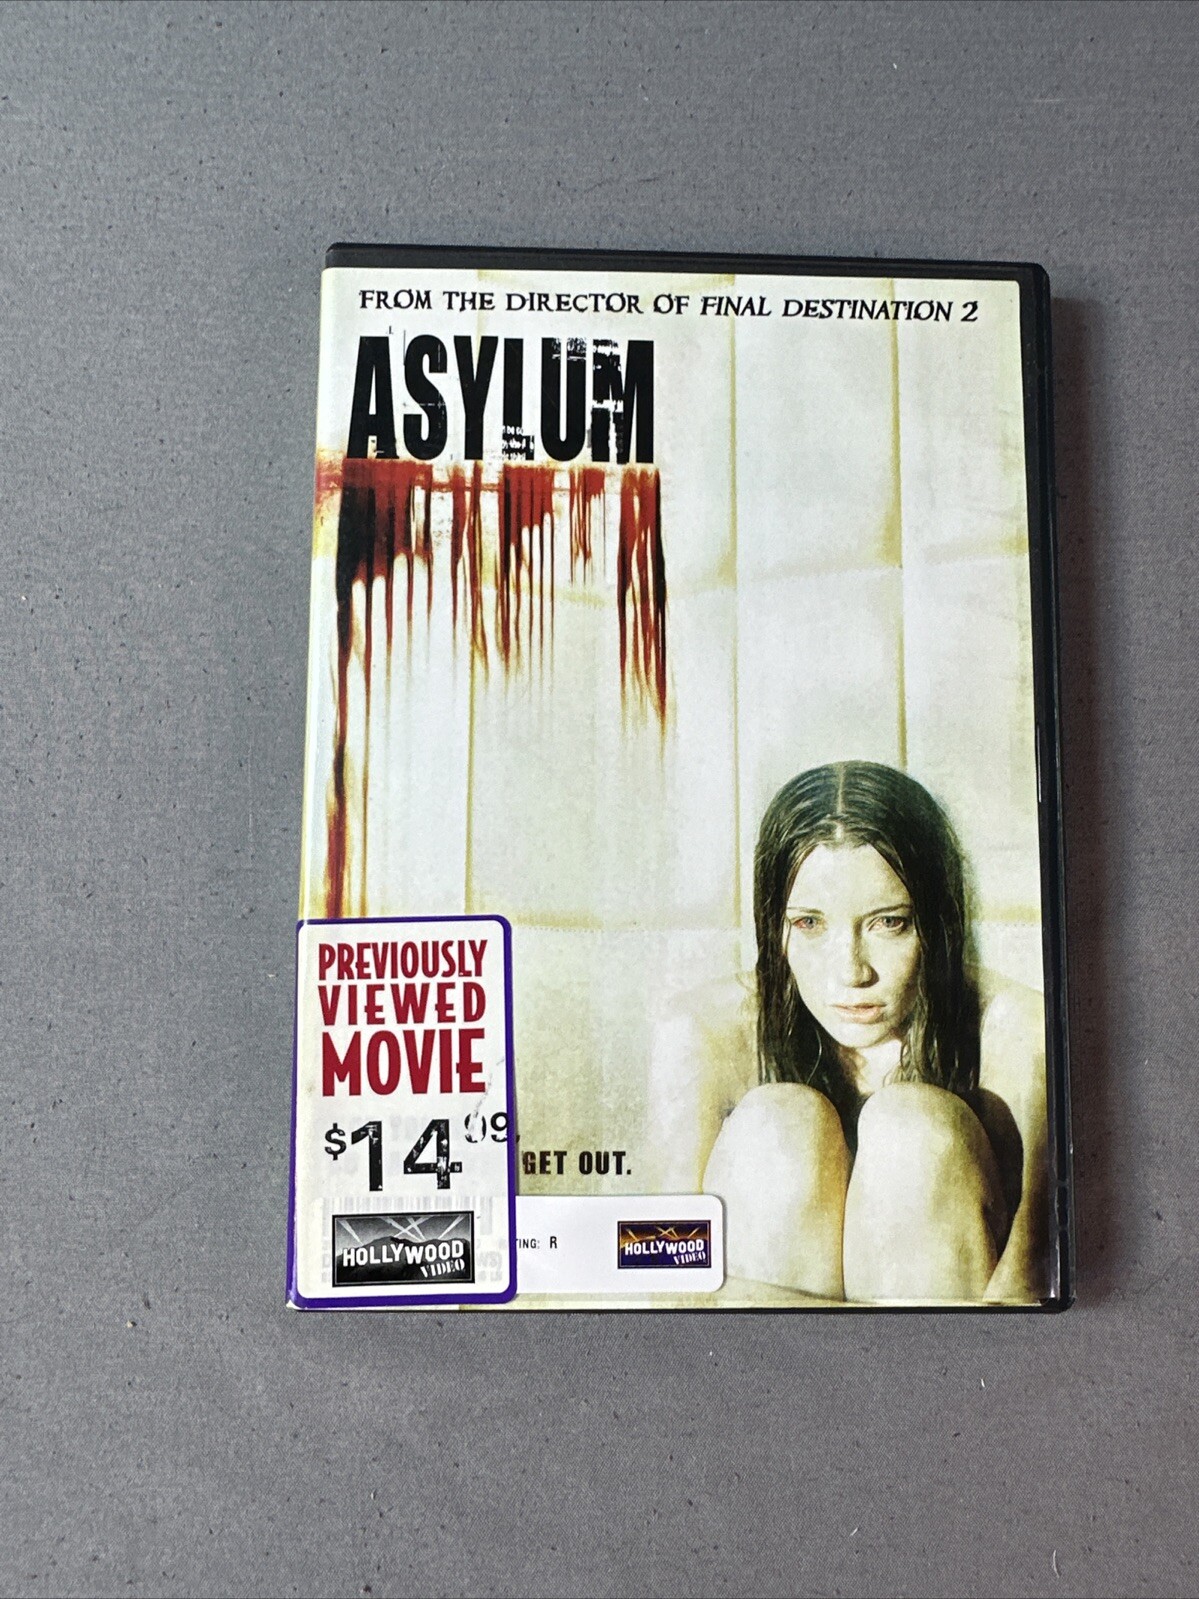 FROM THE DIRECTOR OF FINAL DESTINATION 2
ASYLUM
PREVIOUSLY
VIEWED
MOVIE
$14.99
GET OUT.
TING: R
HOLLYWOOD
VIDEO
HOLLYWOOD
VIDEO